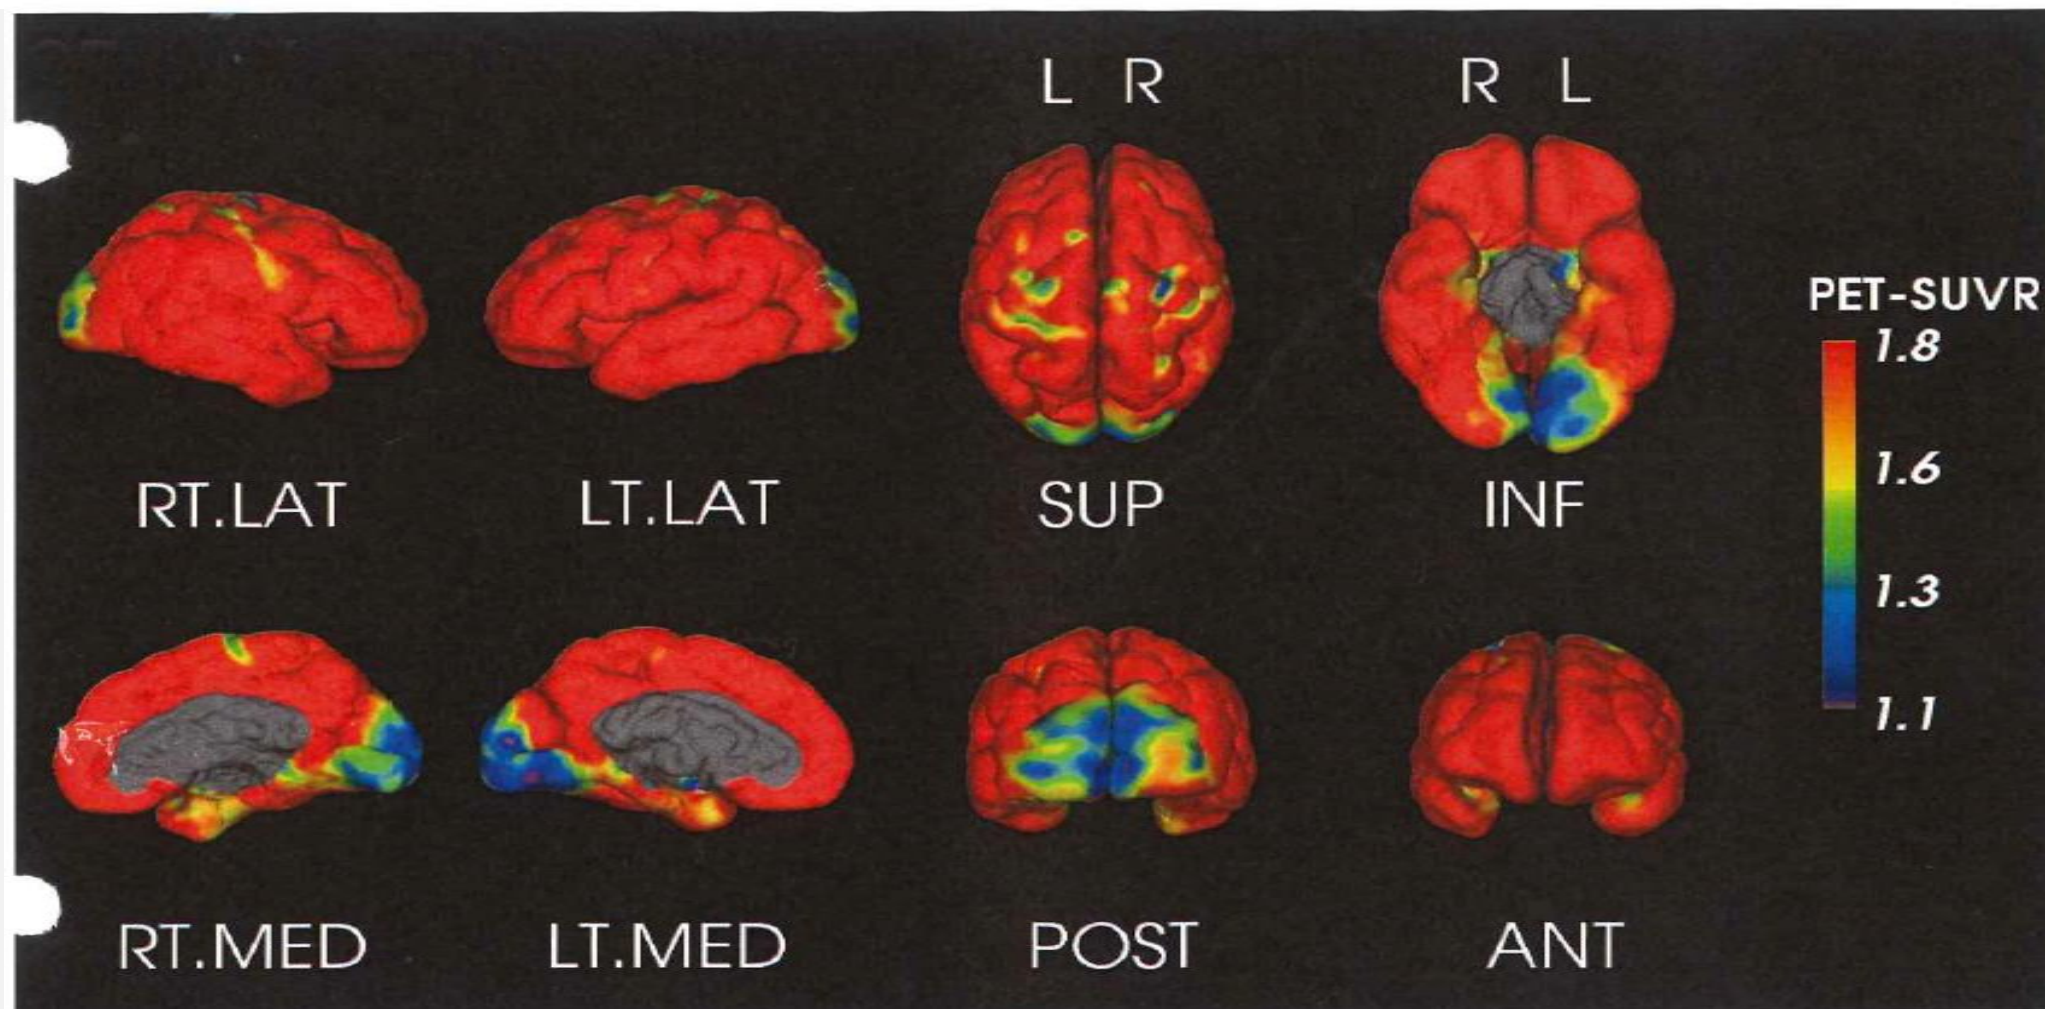 L R
R L
PET-SUVR
1.8
1.6
1.3
1.1
RT.LAT
LT.LAT
SUP
INF
RT.MED
LT.MED
POST
ANT